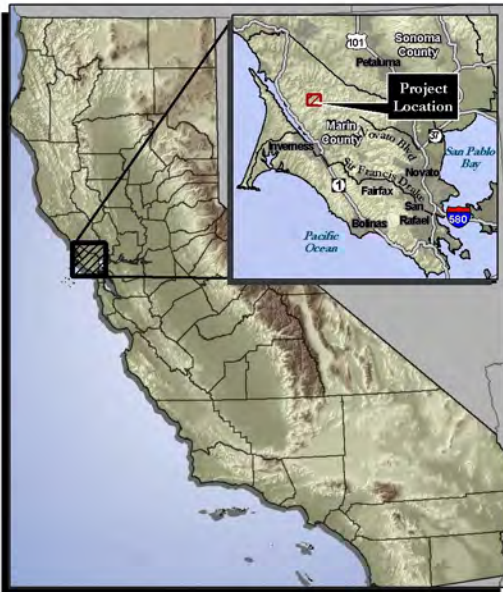 101
Sonoma
County
Petaluma
Project
Location
Marin
County
Novato Blvd
37
San Pablo
Bay
Inverness
Sir Francis Drake
Novato
1
Fairfax
San
Rafael
580
Bolinas
Pacific
Ocean